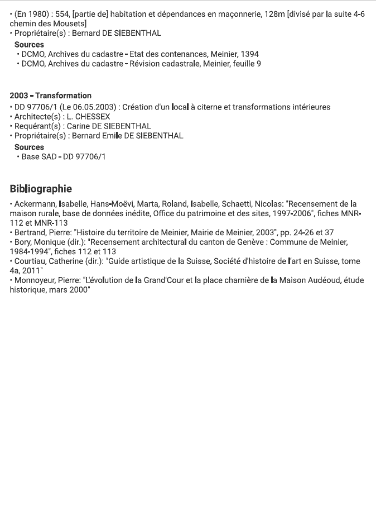 • (En 1980) : 554, [partie de] habitation et dépendances en maçonnerie, 128m [divisé par la suite 4-6
chemin des Mousets]
• Propriétaire(s) : Bernard DE SIEBENTHAL
Sources
• DCMO, Archives du cadastre - Etat des contenances, Meinier, 1394
• DCMO, Archives du cadastre - Révision cadastrale, Meinier, feuille 9
2003 - Transformation
• DD 97706/1 (Le 06.05.2003) : Création d'un local à citerne et transformations intérieures
• Architecte(s) : L. CHESSEX
• Requérant(s) : Carine DE SIEBENTHAL
• Propriétaire(s) : Bernard Emile DE SIEBENTHAL
Sources
• Base SAD - DD 97706/1
Bibliographie
• Ackermann, Isabelle, Hans-Moëvi, Marta, Roland, Isabelle, Schaetti, Nicolas: "Recensement de la
maison rurale, base de données inédite, Office du patrimoine et des sites, 1997-2006", fiches MNR-
112 et MNR-113
• Bertrand, Pierre: "Histoire du territoire de Meinier, Mairie de Meinier, 2003", pp. 24-26 et 37
• Bory, Monique (dir.): "Recensement architectural du canton de Genève : Commune de Meinier,
1984-1994", fiches 112 et 113
• Courtiau, Catherine (dir.): "Guide artistique de la Suisse, Société d'histoire de l'art en Suisse, tome
4a, 2011"
• Monnoyeur, Pierre: "L'évolution de la Grand'Cour et la place charnière de la Maison Audéoud, étude
historique, mars 2000"